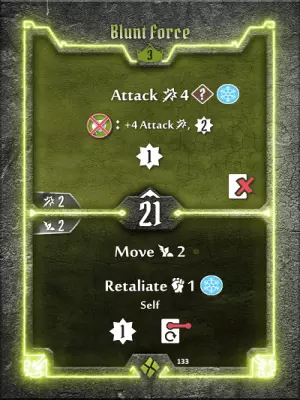 Blunt Force
3
Attack 4 ?
: +4 Attack , 2
1
2
21
2
Move 2
Retaliate 1
Self
1
133